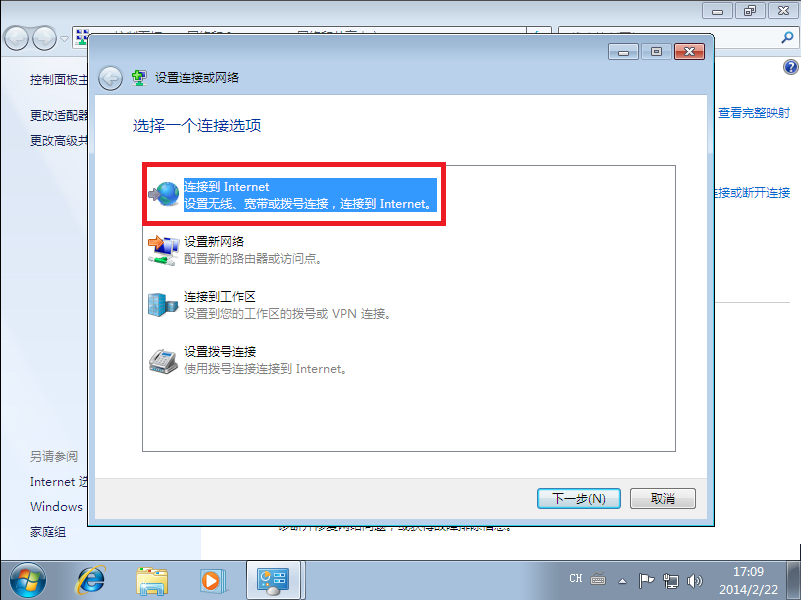 控制面板主
更改适配器
更改高级共
查看完整映射
连接或断开连接
设置连接或网络
选择一个连接选项
连接到 Internet
设置无线、宽带或拨号连接，连接到 Internet。
设置新网络
配置新的路由器或访问点。
连接到工作区
设置到您的工作区的拨号或 VPN 连接。
设置拨号连接
使用拨号连接连接到 Internet。
下一步(N)
取消
另请参阅
Internet
Windows
家庭组
CH
17:09
2014/2/22